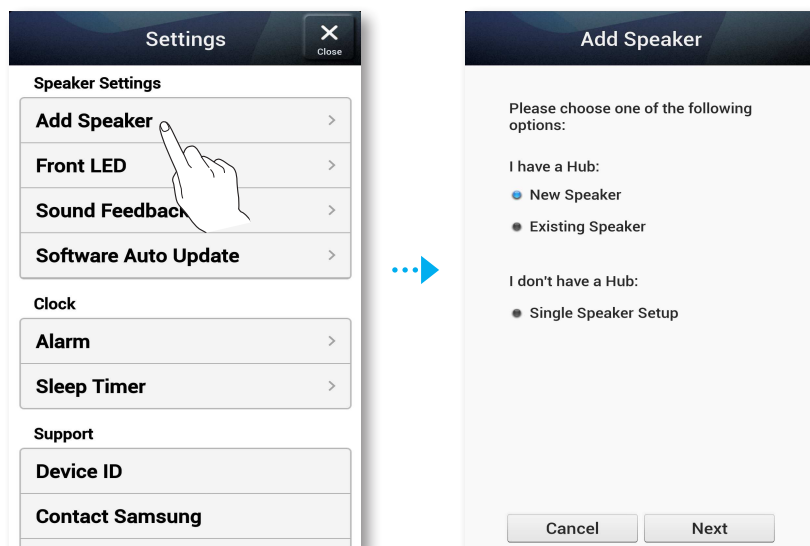 Settings
Close
Speaker Settings
Add Speaker
Front LED
Sound Feedback
Software Auto Update
Clock
Alarm
Sleep Timer
Support
Device ID
Contact Samsung
Add Speaker
Please choose one of the following
options:
I have a Hub:
New Speaker
Existing Speaker
I don't have a Hub:
Single Speaker Setup
Cancel
Next